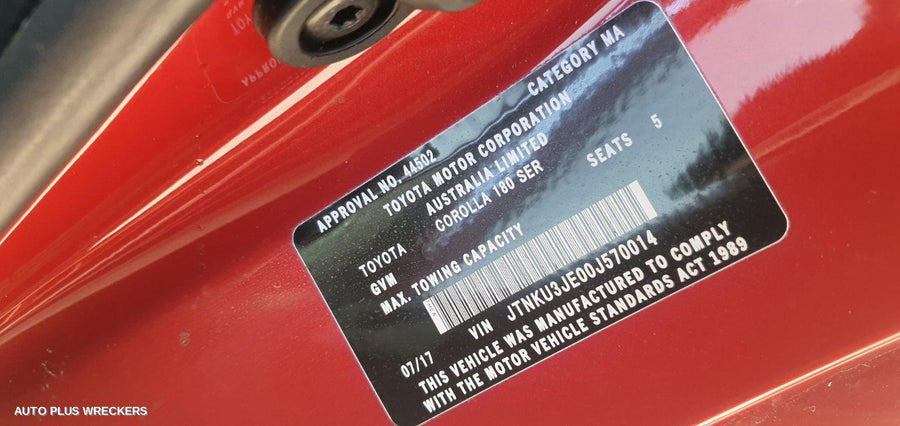 APPROVAL NO. 44502 CATEGORY MA
TOYOTA MOTOR CORPORATION
AUSTRALIA LIMITED
TOYOTA COROLLA 180 SER SEATS 5
GVM
MAX. TOWING CAPACITY
VIN JTNKU3JE00J570014
07/17
THIS VEHICLE WAS MANUFACTURED TO COMPLY
WITH THE MOTOR VEHICLE STANDARDS ACT 1989
AUTO PLUS WRECKERS